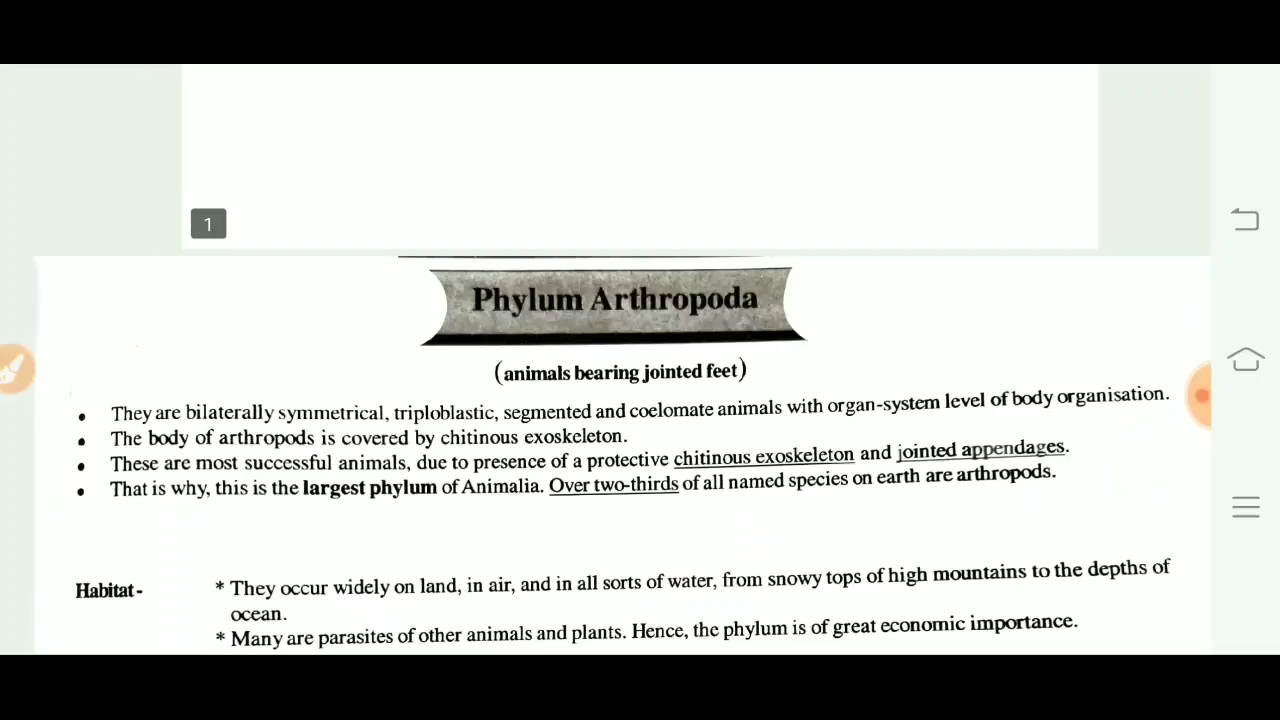 1
Phylum Arthropoda
(animals bearing jointed feet)
• They are bilaterally symmetrical, triploblastic, segmented and coelomate animals with organ-system level of body organisation.
• The body of arthropods is covered by chitinous exoskeleton.
• These are most successful animals, due to presence of a protective chitinous exoskeleton and jointed appendages.
• That is why, this is the largest phylum of Animalia. Over two-thirds of all named species on earth are arthropods.
Habitat- * They occur widely on land, in air, and in all sorts of water, from snowy tops of high mountains to the depths of
ocean.
* Many are parasites of other animals and plants. Hence, the phylum is of great economic importance.